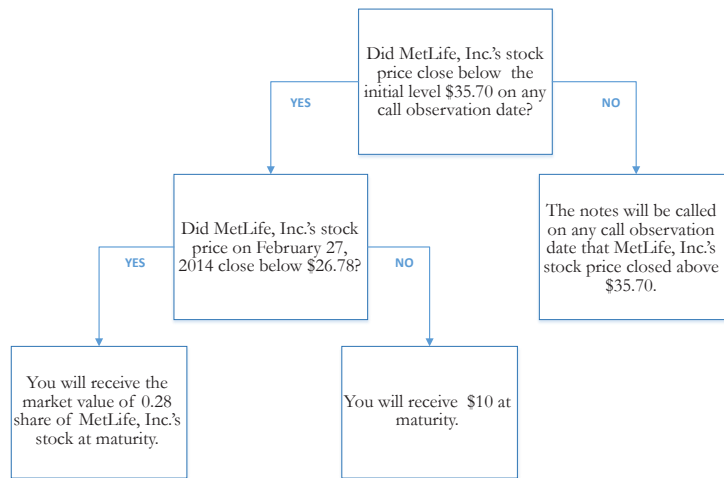 Did MetLife, Inc.'s stock
price close below the
initial level $35.70 on any
call observation date?
YES
NO
Did MetLife, Inc.'s stock
price on February 27,
2014 close below $26.78?
The notes will be called
on any call observation
date that MetLife, Inc.'s
stock price closed above
$35.70.
YES
NO
You will receive the
market value of 0.28
share of MetLife, Inc.'s
stock at maturity.
You will receive $10 at
maturity.